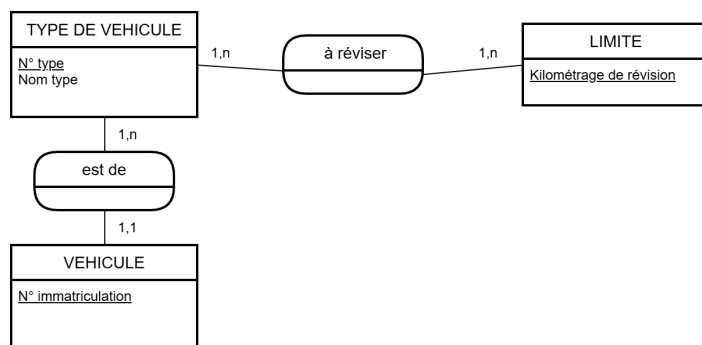 TYPE DE VEHICULE
N° type
Nom type
1,n
à réviser
1,n
LIMITE
Kilométrage de révision
1,n
est de
1,1
VEHICULE
N° immatriculation